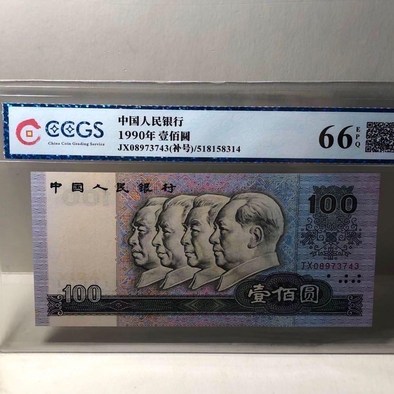 CCGS
China Coin Grading Service
中国人民银行
1990年 壹佰圆
JX08973743(补号)/518158314
66 EPQ
中国人民银行
100
JX08973743
100
壹佰圆